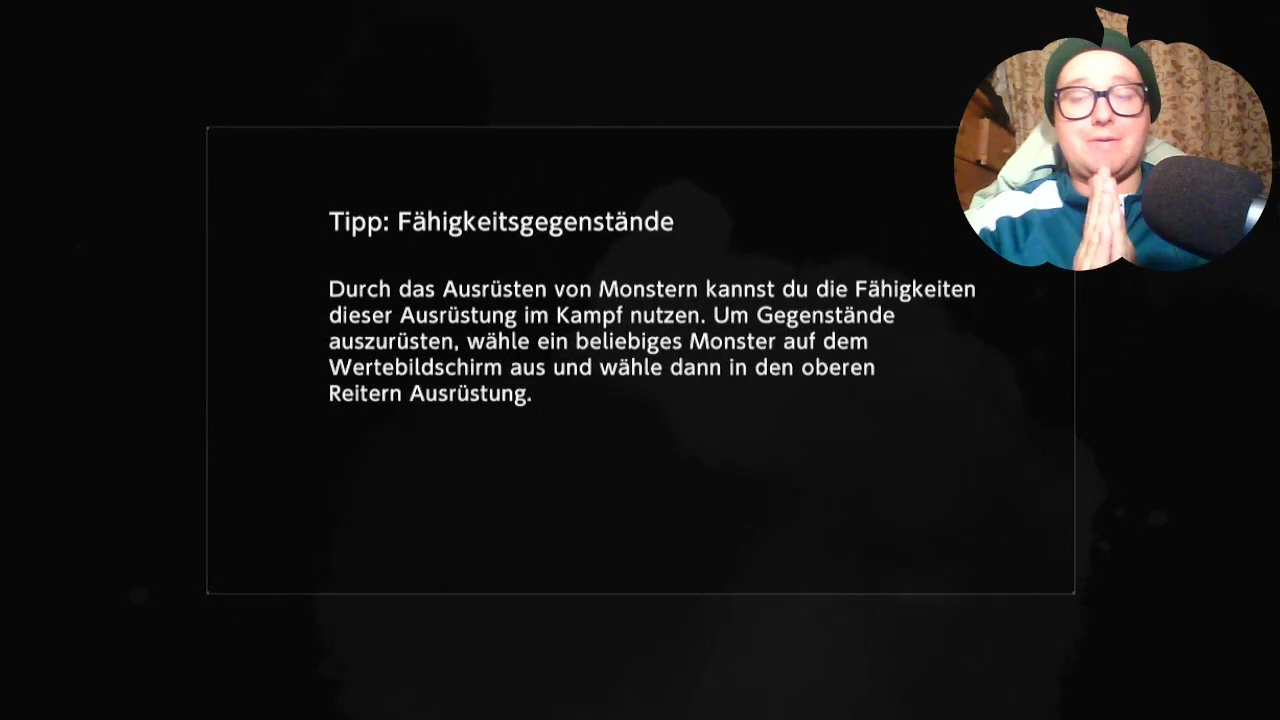 Tipp: Fähigkeitsgegenstände
Durch das Ausrüsten von Monstern kannst du die Fähigkeiten
dieser Ausrüstung im Kampf nutzen. Um Gegenstände
auszurüsten, wähle ein beliebiges Monster auf dem
Wertebildschirm aus und wähle dann in den oberen
Reitern Ausrüstung.